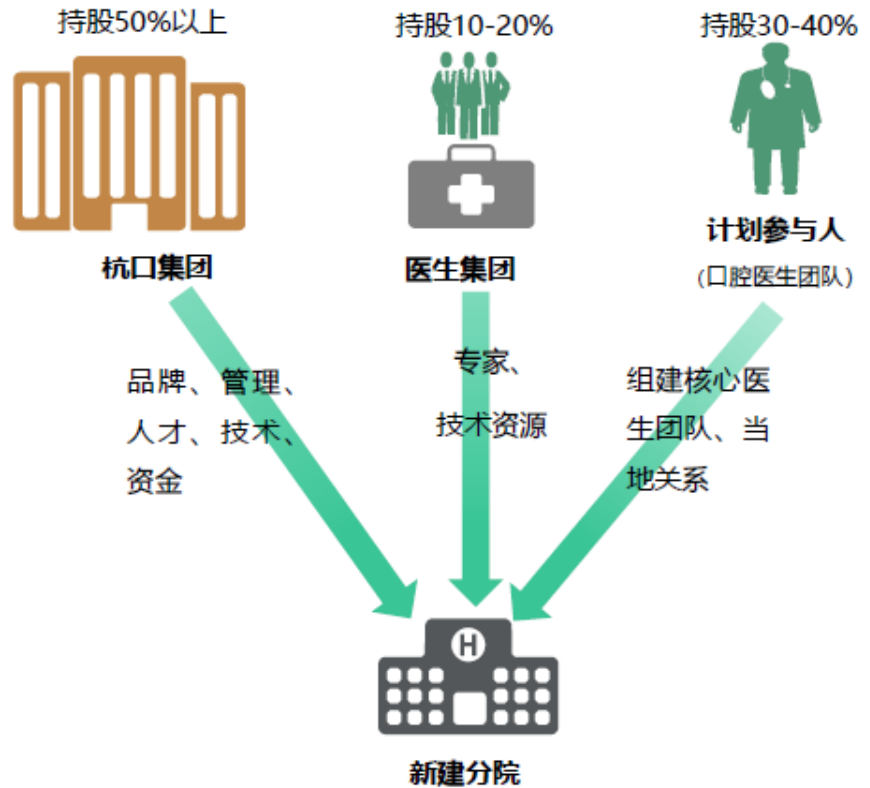 持股50%以上
持股10-20%
持股30-40%
杭口集团
医生集团
计划参与人
(口腔医生团队)
品牌、管理、
人才、技术、
资金
专家、
技术资源
组建核心医
生团队、当
地关系
H
新建分院